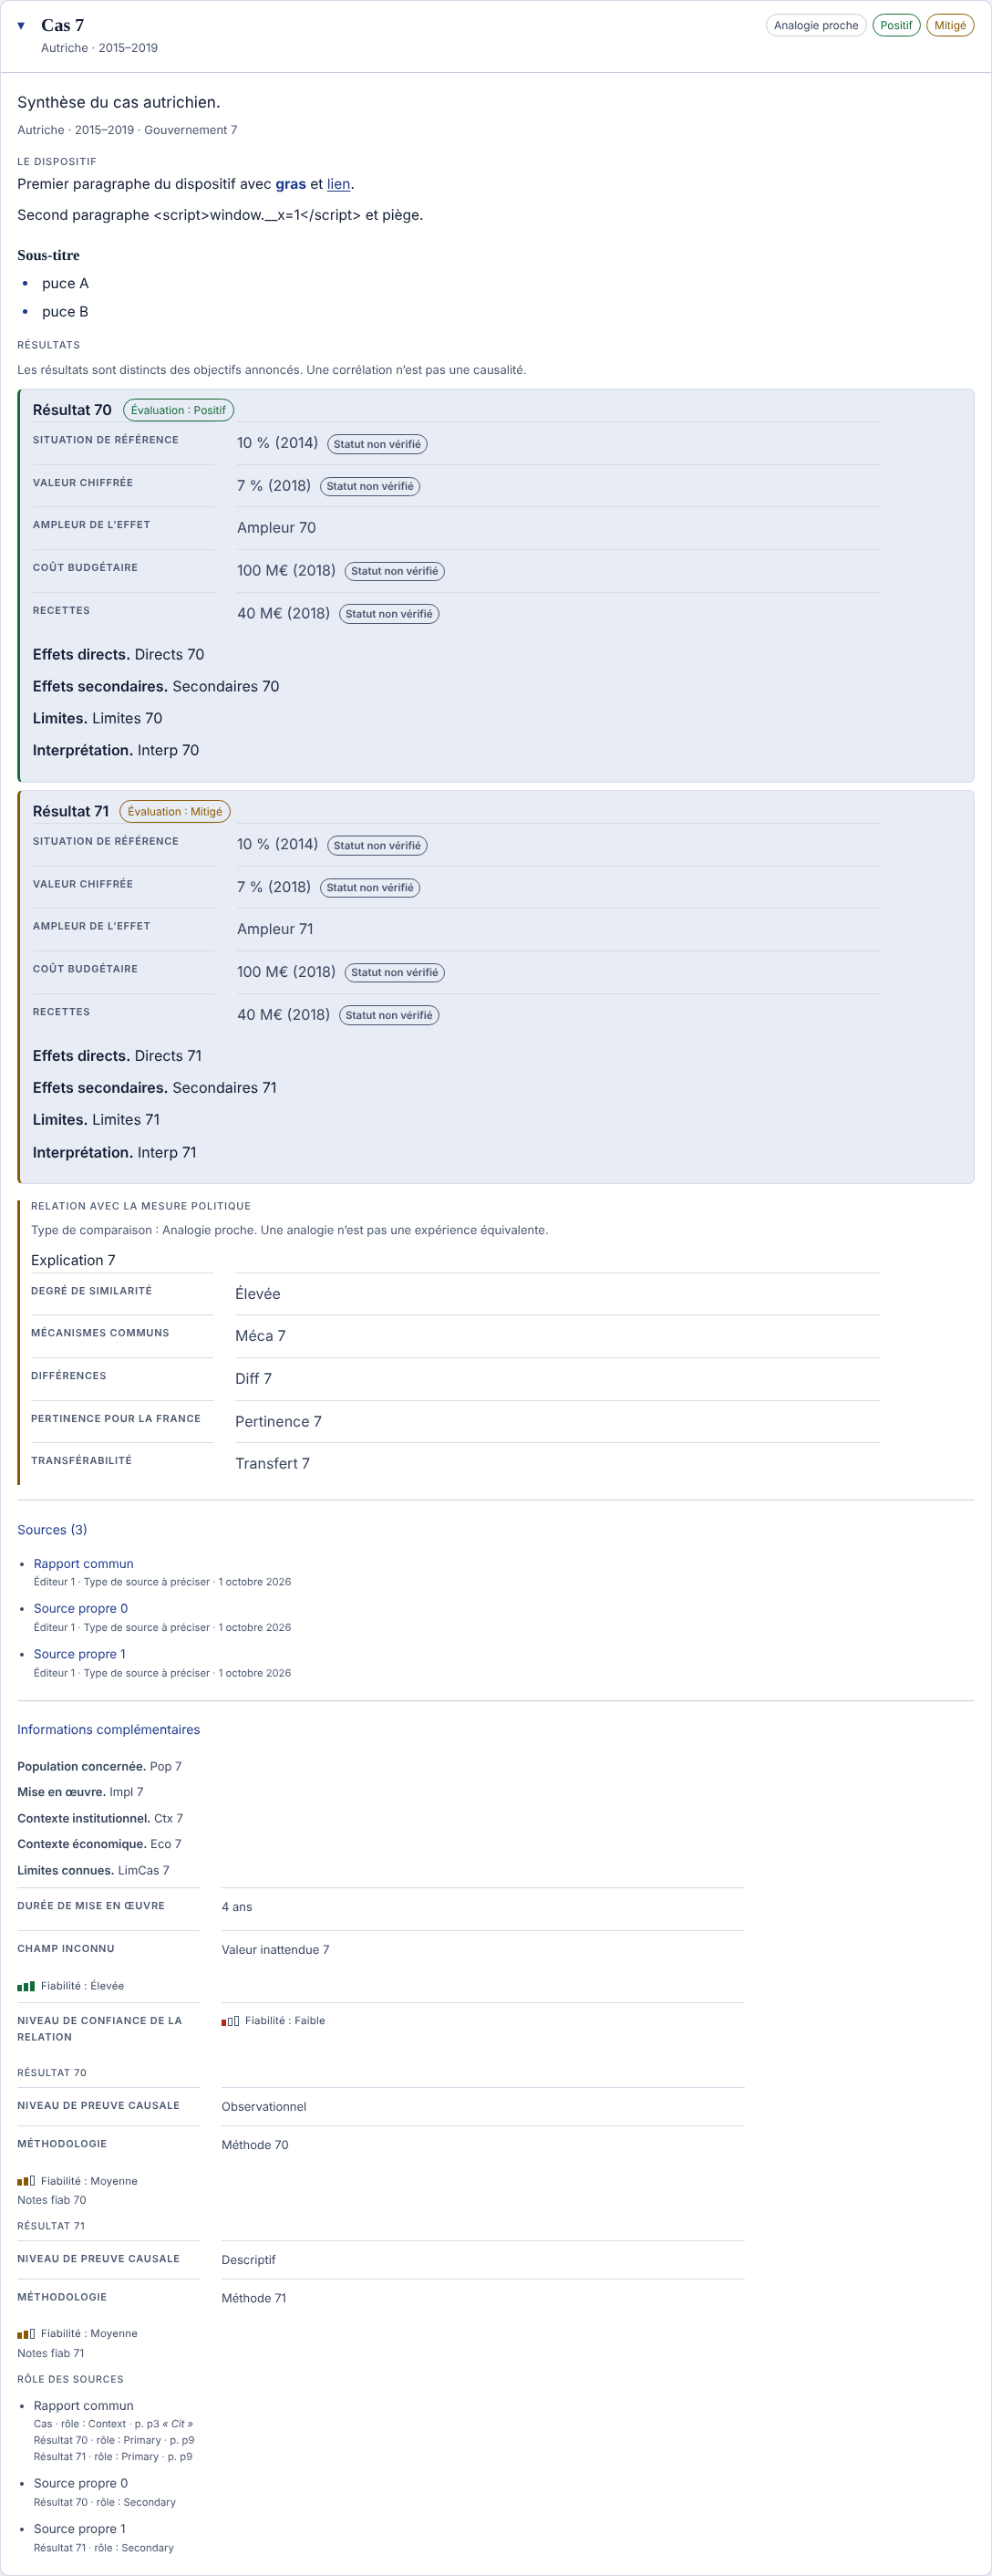 ▾ Cas 7 Analogie proche Positif Mitigé
Autriche · 2015–2019
Synthèse du cas autrichien.
Autriche · 2015–2019 · Gouvernement 7
LE DISPOSITIF
Premier paragraphe du dispositif avec gras et lien.
Second paragraphe <script>window.__x=1</script> et piège.
Sous-titre
• puce A
• puce B
RÉSULTATS
Les résultats sont distincts des objectifs annoncés. Une corrélation n’est pas une causalité.
Résultat 70 Évaluation : Positif
SITUATION DE RÉFÉRENCE 10 % (2014) Statut non vérifié
VALEUR CHIFFRÉE 7 % (2018) Statut non vérifié
AMPLEUR DE L’EFFET Ampleur 70
COÛT BUDGÉTAIRE 100 M€ (2018) Statut non vérifié
RECETTES 40 M€ (2018) Statut non vérifié
Effets directs. Directs 70
Effets secondaires. Secondaires 70
Limites. Limites 70
Interprétation. Interp 70
Résultat 71 Évaluation : Mitigé
SITUATION DE RÉFÉRENCE 10 % (2014) Statut non vérifié
VALEUR CHIFFRÉE 7 % (2018) Statut non vérifié
AMPLEUR DE L’EFFET Ampleur 71
COÛT BUDGÉTAIRE 100 M€ (2018) Statut non vérifié
RECETTES 40 M€ (2018) Statut non vérifié
Effets directs. Directs 71
Effets secondaires. Secondaires 71
Limites. Limites 71
Interprétation. Interp 71
RELATION AVEC LA MESURE POLITIQUE
Type de comparaison : Analogie proche. Une analogie n’est pas une expérience équivalente.
Explication 7
DEGRÉ DE SIMILARITÉ Élevée
MÉCANISMES COMMUNS Méca 7
DIFFÉRENCES Diff 7
PERTINENCE POUR LA FRANCE Pertinence 7
TRANSFÉRABILITÉ Transfert 7
Sources (3)
• Rapport commun
Éditeur 1 · Type de source à préciser · 1 octobre 2026
• Source propre 0
Éditeur 1 · Type de source à préciser · 1 octobre 2026
• Source propre 1
Éditeur 1 · Type de source à préciser · 1 octobre 2026
Informations complémentaires
Population concernée. Pop 7
Mise en œuvre. Impl 7
Contexte institutionnel. Ctx 7
Contexte économique. Eco 7
Limites connues. LimCas 7
DURÉE DE MISE EN ŒUVRE 4 ans
CHAMP INCONNU Valeur inattendue 7
Fiabilité : Élevée
NIVEAU DE CONFIANCE DE LA Fiabilité : Faible
RELATION
RÉSULTAT 70
NIVEAU DE PREUVE CAUSALE Observationnel
MÉTHODOLOGIE Méthode 70
Fiabilité : Moyenne
Notes fiab 70
RÉSULTAT 71
NIVEAU DE PREUVE CAUSALE Descriptif
MÉTHODOLOGIE Méthode 71
Fiabilité : Moyenne
Notes fiab 71
RÔLE DES SOURCES
• Rapport commun
Cas · rôle : Context · p. p3 « Cit »
Résultat 70 · rôle : Primary · p. p9
Résultat 71 · rôle : Primary · p. p9
• Source propre 0
Résultat 70 · rôle : Secondary
• Source propre 1
Résultat 71 · rôle : Secondary